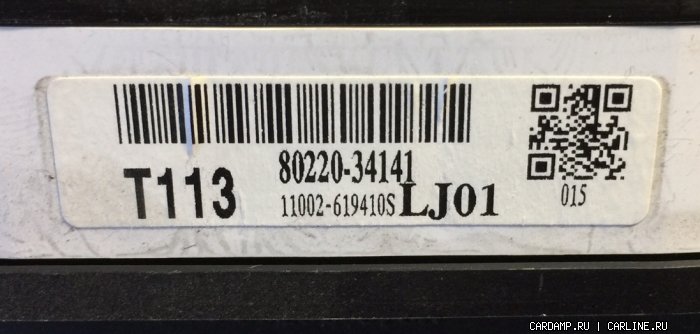 T113
80220-34141
11002-619410S LJ01
015
CARDAMP.RU | CARLINE.RU